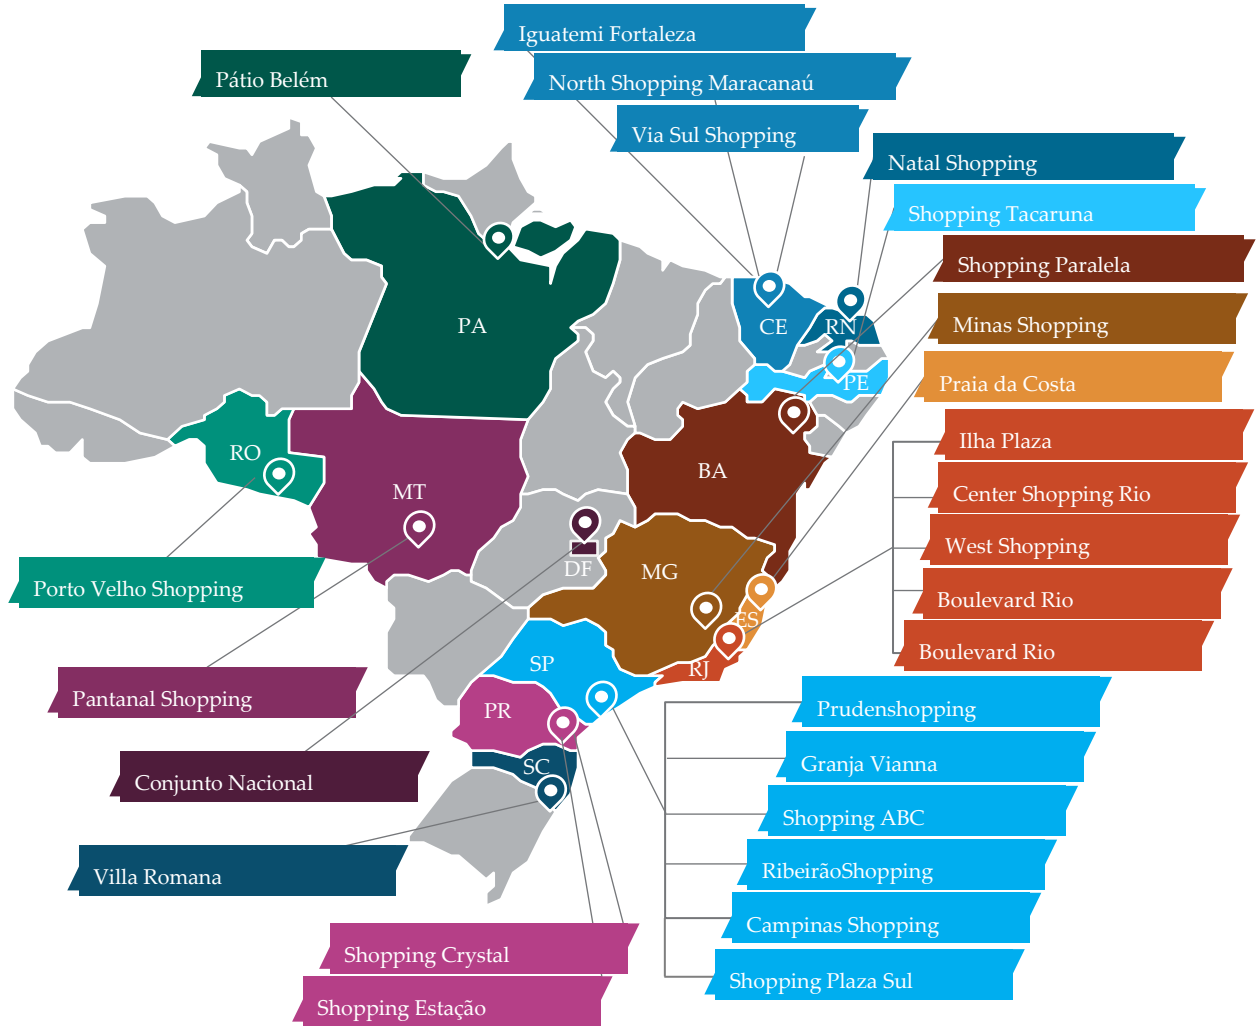 Iguatemi Fortaleza
Pátio Belém
North Shopping Maracanaú
Via Sul Shopping
Natal Shopping
Shopping Tacaruna
Shopping Paralela
Minas Shopping
Praia da Costa
Ilha Plaza
Center Shopping Rio
West Shopping
Boulevard Rio
Boulevard Rio
PA
CE
RN
PE
RO
MT
BA
DF
MG
ES
RJ
SP
PR
SC
Porto Velho Shopping
Pantanal Shopping
Conjunto Nacional
Villa Romana
Shopping Crystal
Shopping Estação
Prudenshopping
Granja Vianna
Shopping ABC
RibeirãoShopping
Campinas Shopping
Shopping Plaza Sul